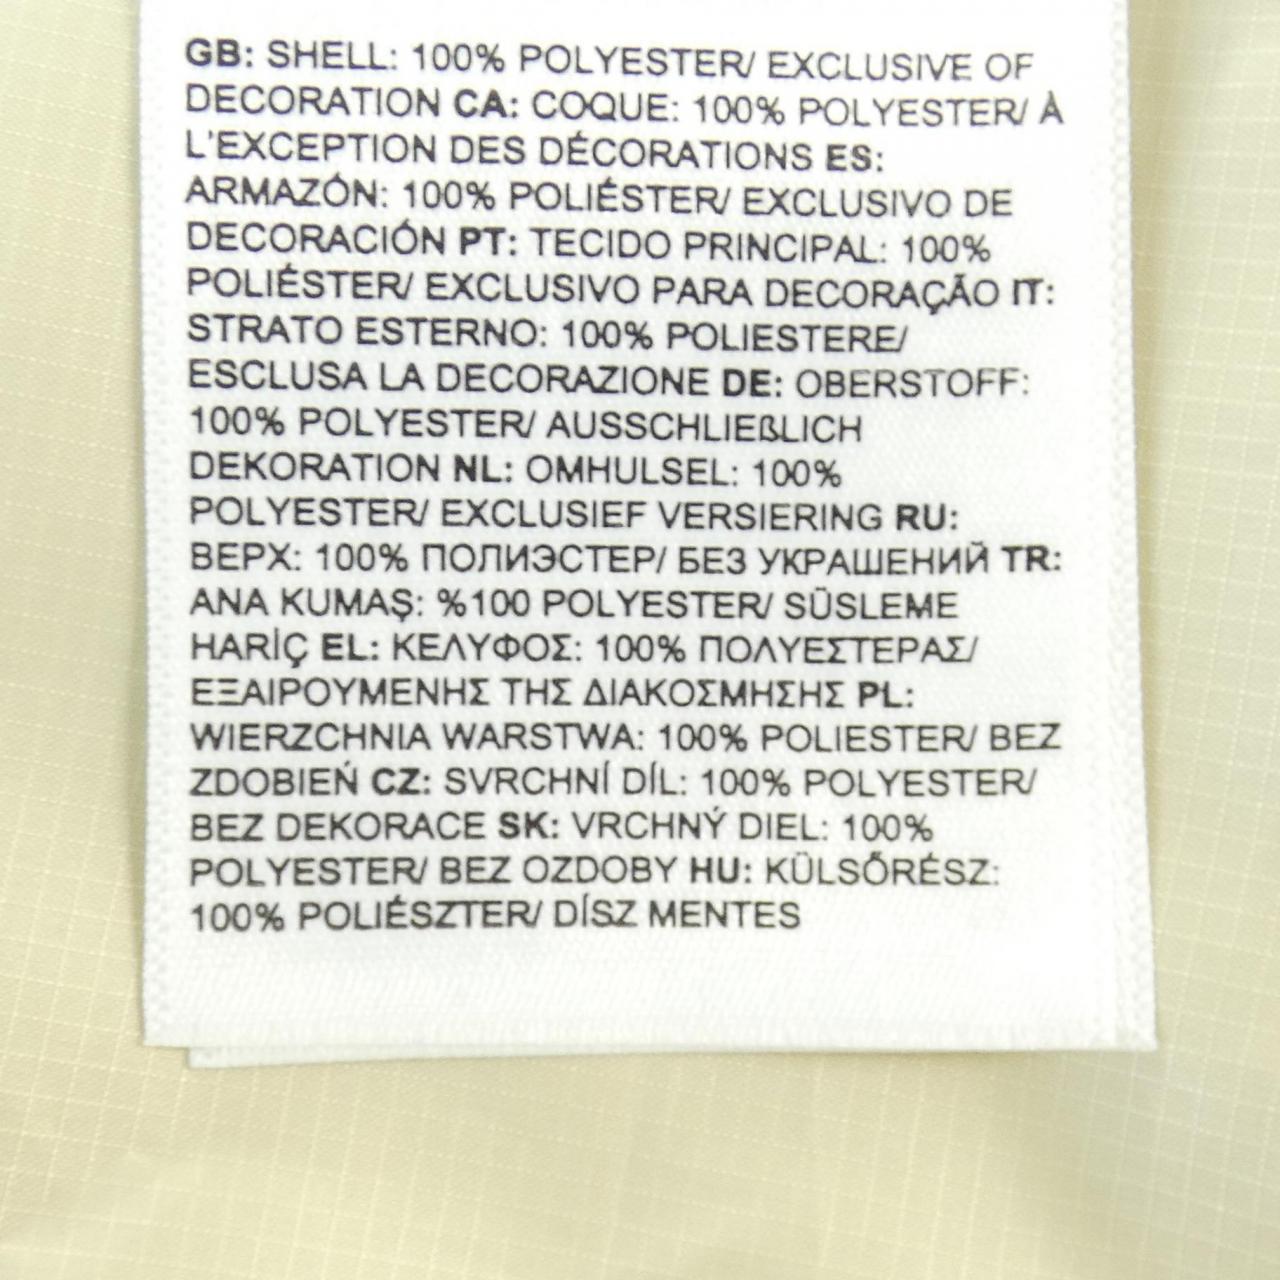 GB: SHELL: 100% POLYESTER/ EXCLUSIVE OF
DECORATION CA: COQUE: 100% POLYESTER/ À
L'EXCEPTION DES DÉCORATIONS ES:
ARMAZÓN: 100% POLIÉSTER/ EXCLUSIVO DE
DECORACIÓN PT: TECIDO PRINCIPAL: 100%
POLIÉSTER/ EXCLUSIVO PARA DECORAÇÃO IT:
STRATO ESTERNO: 100% POLIESTERE/
ESCLUSA LA DECORAZIONE DE: OBERSTOFF:
100% POLYESTER/ AUSSCHLIEßLICH
DEKORATION NL: OMHULSEL: 100%
POLYESTER/ EXCLUSIEF VERSIERING RU:
ВЕРХ: 100% ПОЛИЭСТЕР/ БЕЗ УКРАШЕНИЙ TR:
ANA KUMAŞ: %100 POLYESTER/ SÜSLEME
HARİÇ EL: ΚΕΛΥΦΟΣ: 100% ΠΟΛΥΕΣΤΕΡΑΣ/
ΕΞΑΙΡΟΥΜΕΝΗΣ ΤΗΣ ΔΙΑΚΟΣΜΗΣΗΣ PL:
WIERZCHNIA WARSTWA: 100% POLIESTER/ BEZ
ZDOBIEŃ CZ: SVRCHNÍ DÍL: 100% POLYESTER/
BEZ DEKORACE SK: VRCHNÝ DIEL: 100%
POLYESTER/ BEZ OZDOBY HU: KÜLSŐRÉSZ:
100% POLIÉSZTER/ DÍSZ MENTES